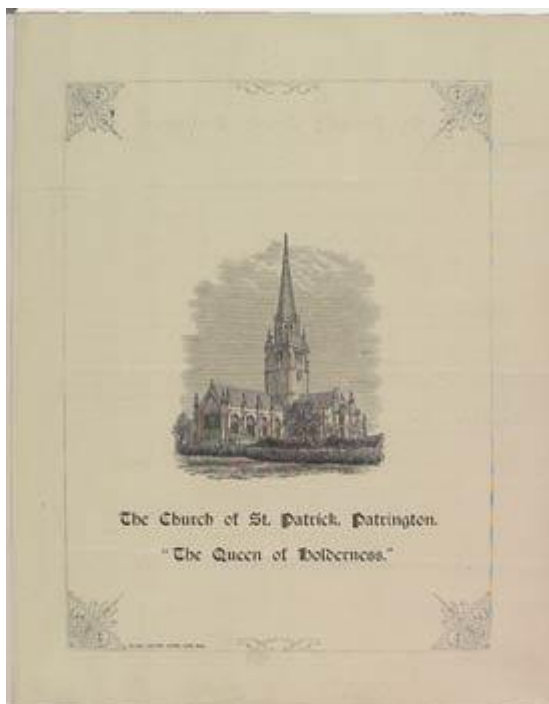 The Church of St. Patrick, Patrington.
"The Queen of Holderness."